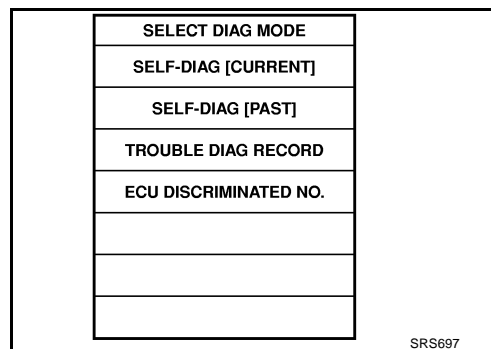 SELECT DIAG MODE
SELF-DIAG [CURRENT]
SELF-DIAG [PAST]
TROUBLE DIAG RECORD
ECU DISCRIMINATED NO.
SRS697